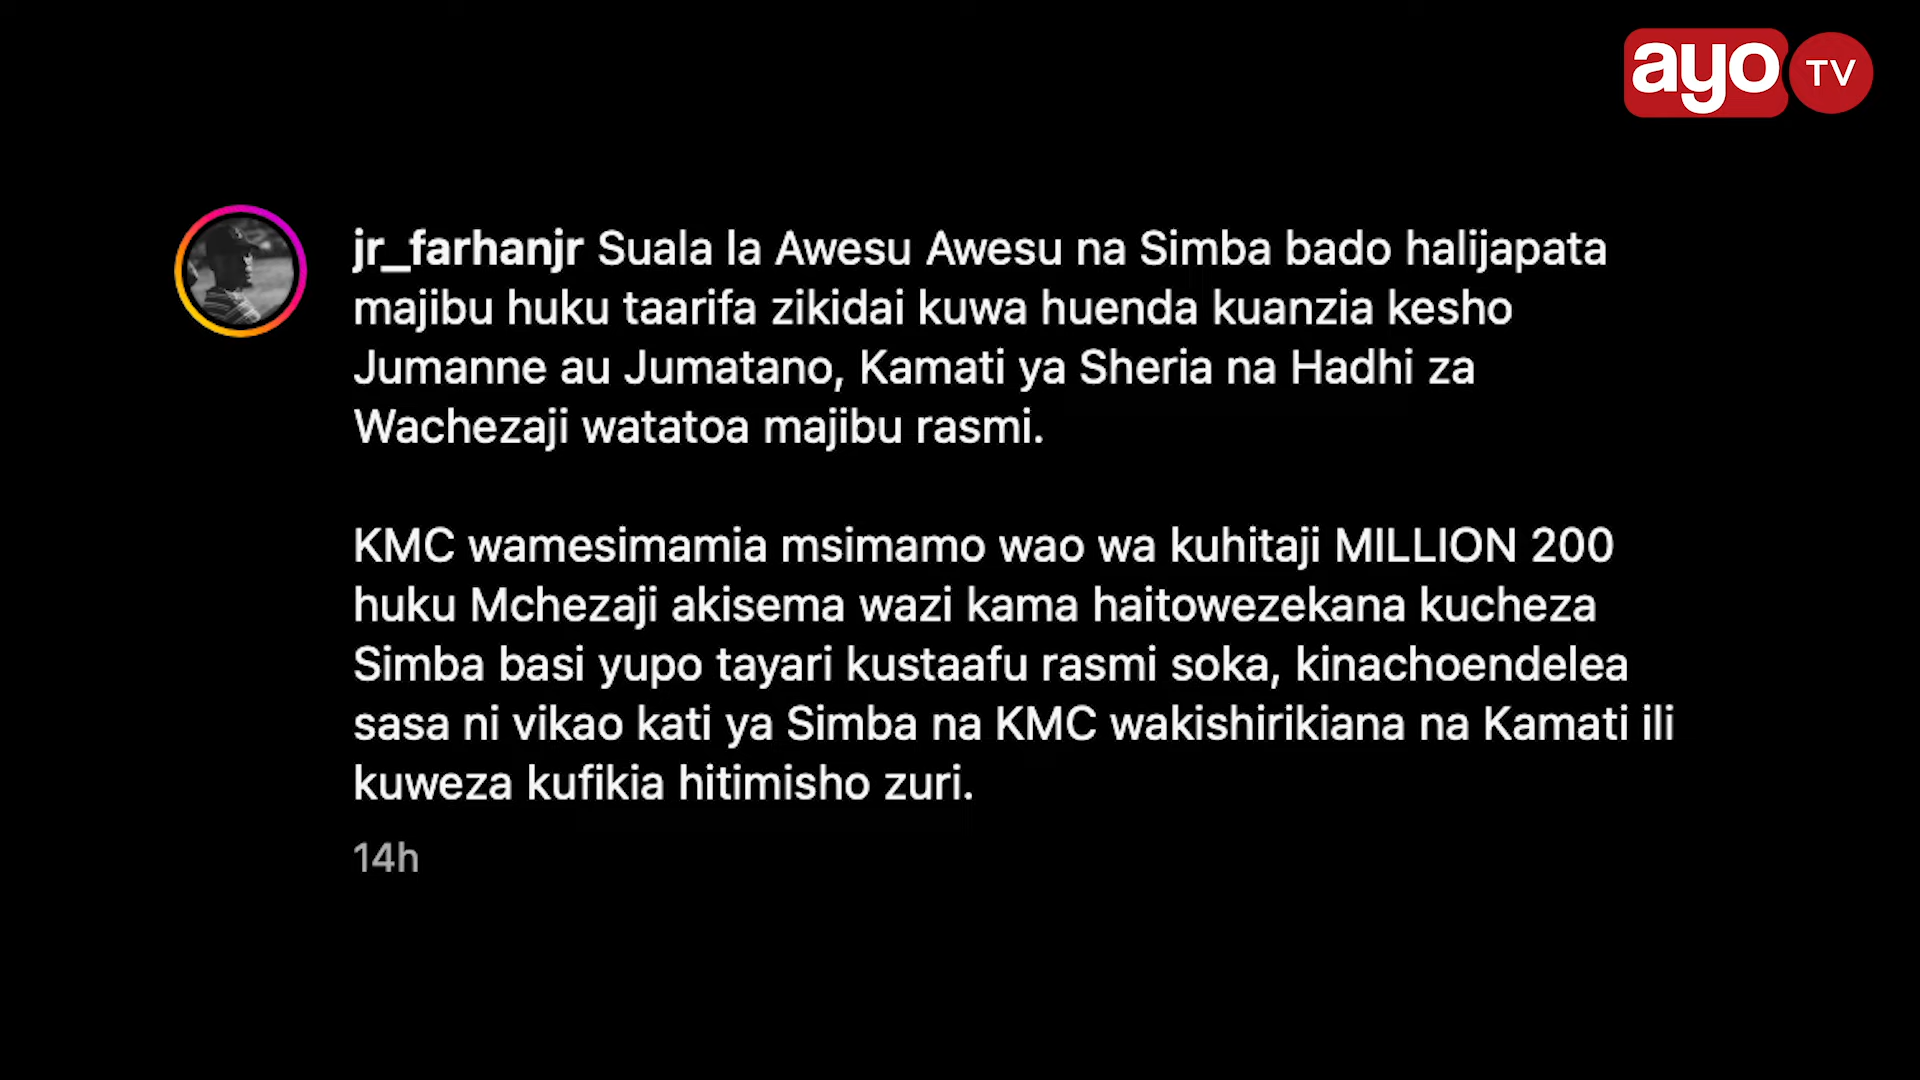 ayo TV
jr_farhanjr Suala la Awesu Awesu na Simba bado halijapata
majibu huku taarifa zikidai kuwa huenda kuanzia kesho
Jumanne au Jumatano, Kamati ya Sheria na Hadhi za
Wachezaji watatoa majibu rasmi.
KMC wamesimamia msimamo wao wa kuhitaji MILLION 200
huku Mchezaji akisema wazi kama haitowezekana kucheza
Simba basi yupo tayari kustaafu rasmi soka, kinachoendelea
sasa ni vikao kati ya Simba na KMC wakishirikiana na Kamati ili
kuweza kufikia hitimisho zuri.
14h